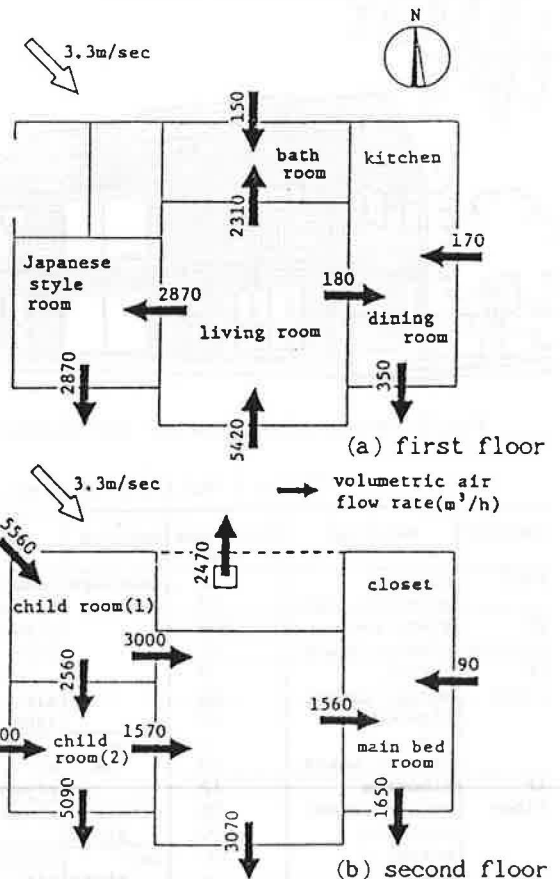 N
3.3m/sec
150
bath
room
kitchen
2310
170
Japanese
style
room
2870
180
living room
dining
room
2870
350
5420
(a) first floor
3.3m/sec
volumetric air
flow rate(m³/h)
5560
2470
closet
child room(1)
3000
2560
90
1560
00
child
room(2)
1570
main bed
room
5090
3070
1650
(b) second floor